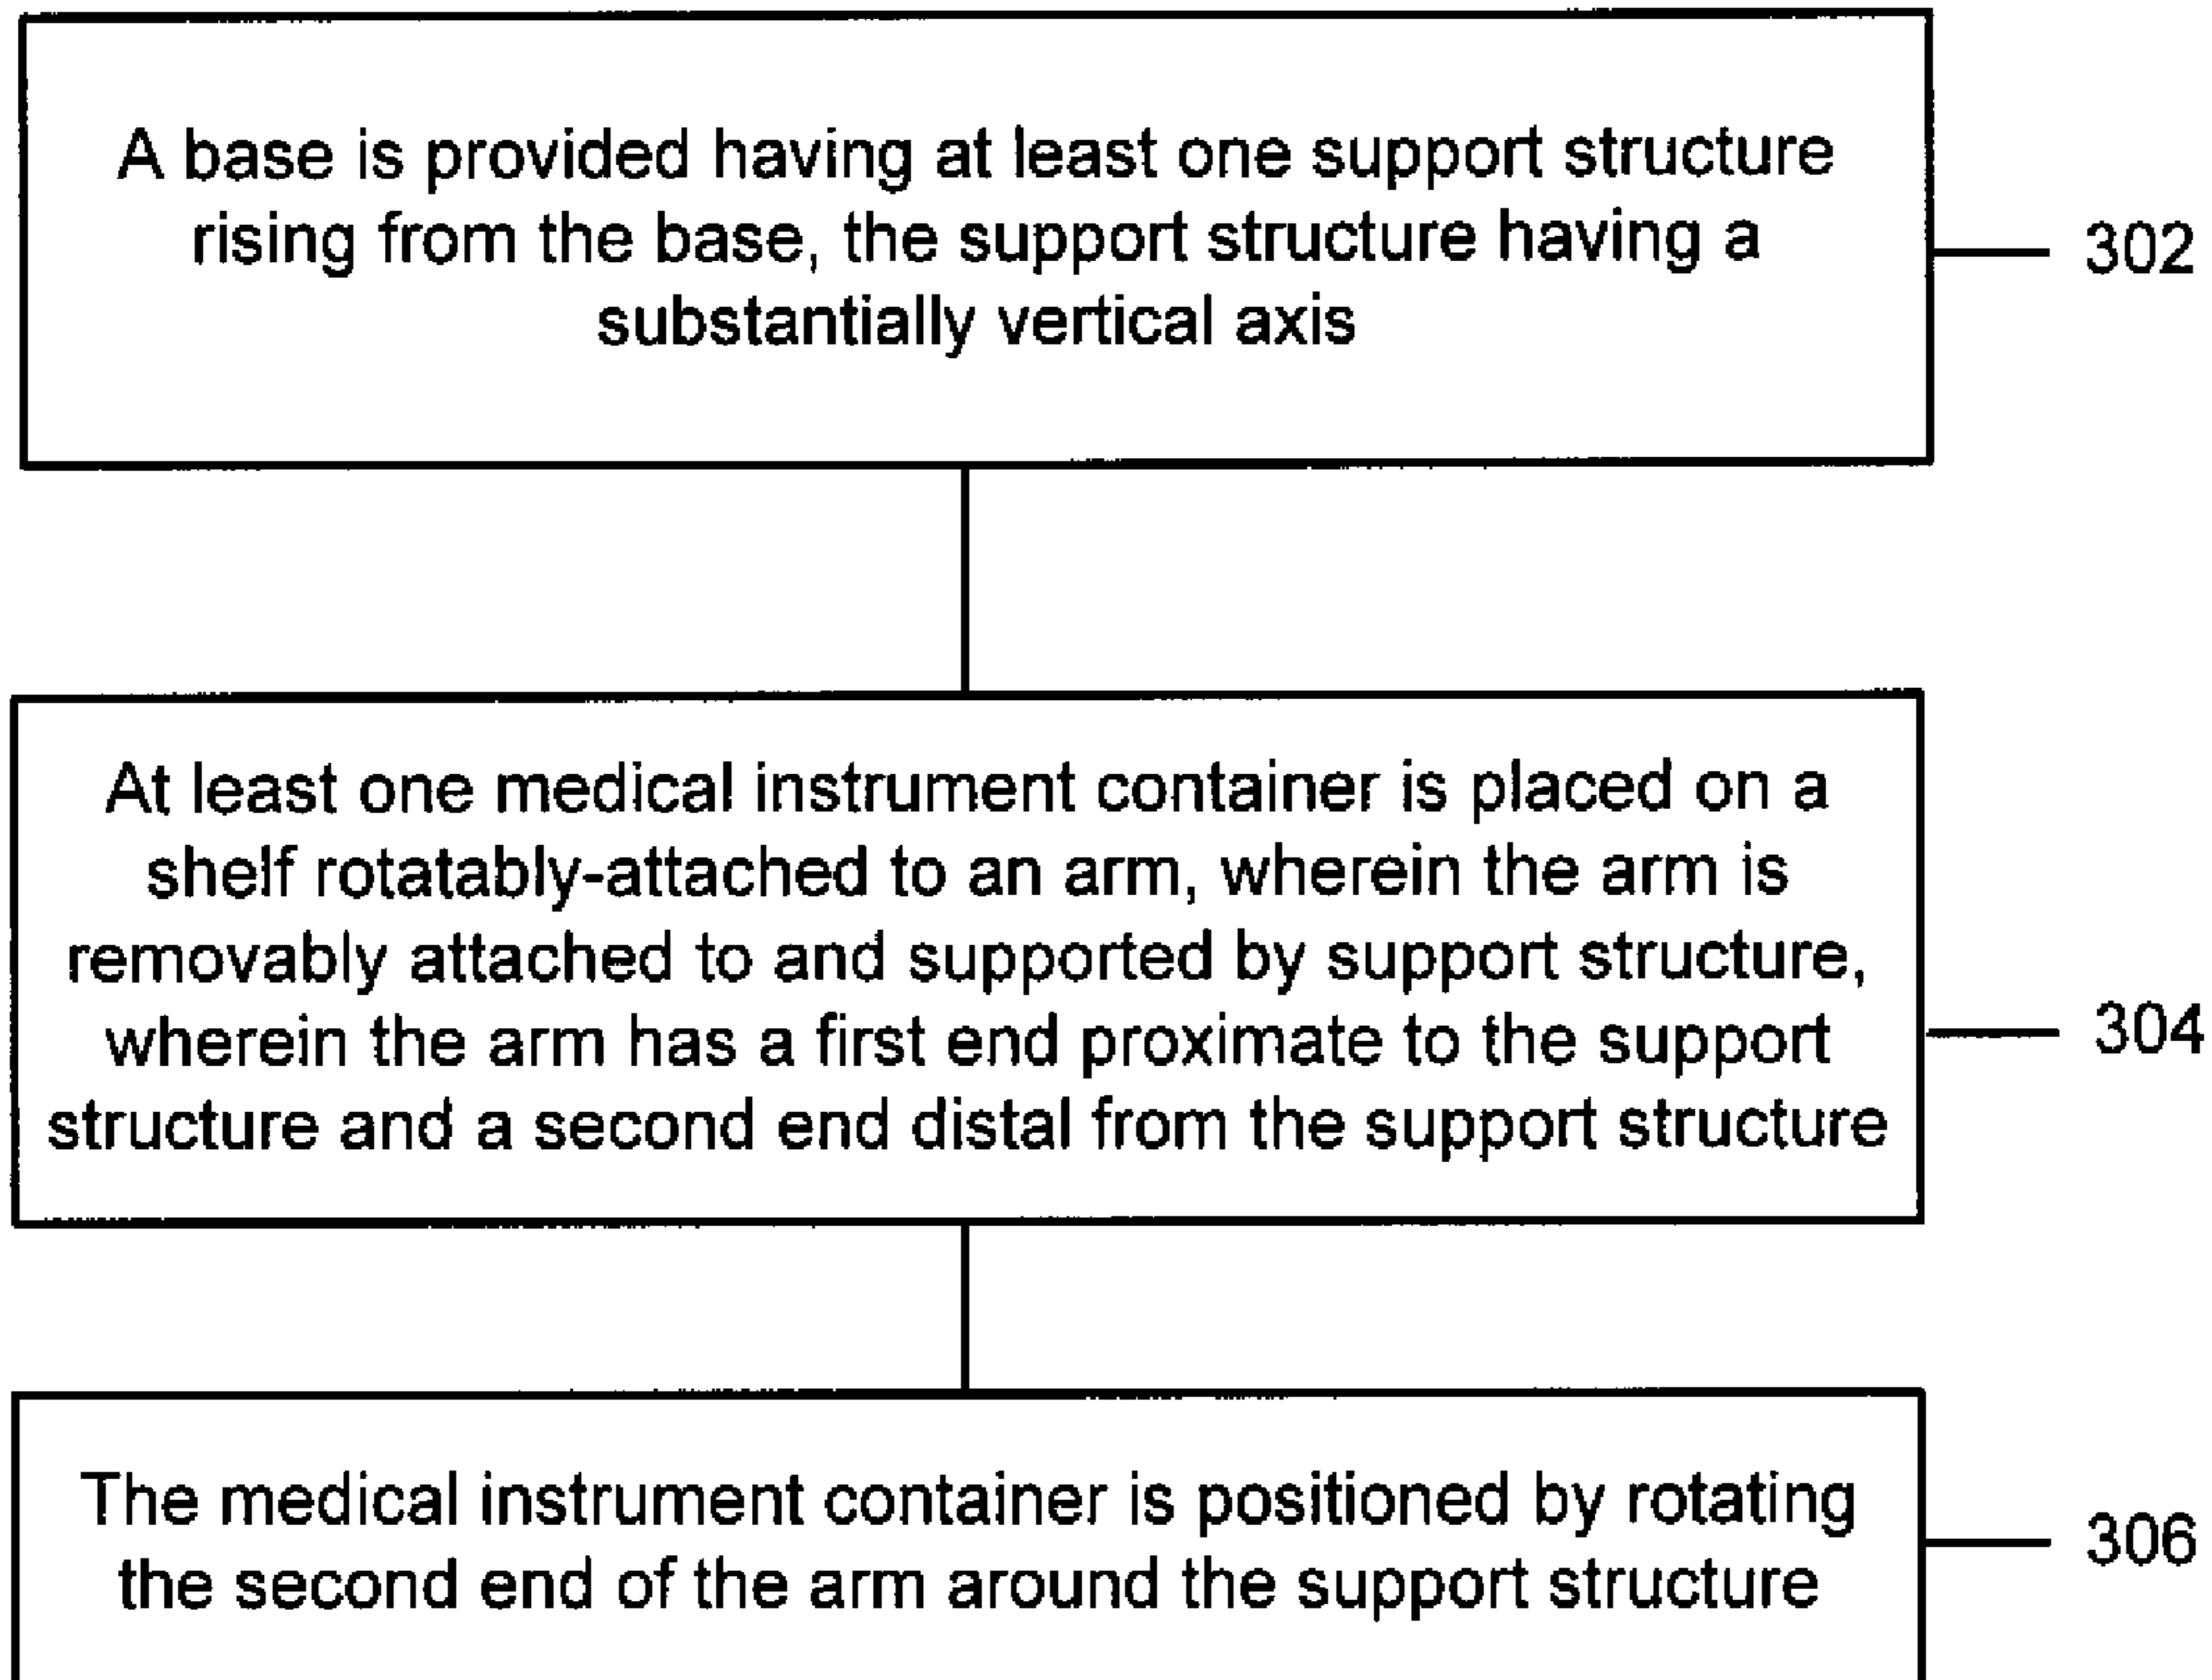 A base is provided having at least one support structure
rising from the base, the support structure having a
substantially vertical axis
302
At least one medical instrument container is placed on a
shelf rotatably-attached to an arm, wherein the arm is
removably attached to and supported by support structure,
wherein the arm has a first end proximate to the support
structure and a second end distal from the support structure
304
The medical instrument container is positioned by rotating
the second end of the arm around the support structure
306